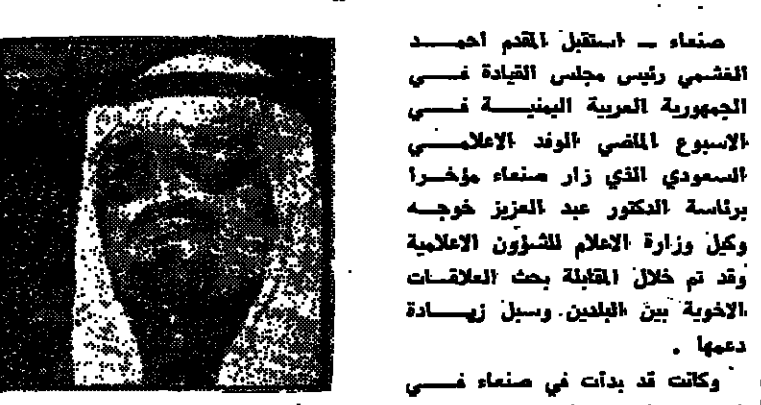 صنعاء — استقبل المقدم احمد
الغشمي رئيس مجلس القيادة في
الجمهورية العربية اليمنية في
الاسبوع الماضي الوفد الاعلامي
السعودي الذي زار صنعاء مؤخرا
برئاسة الدكتور عبد العزيز خوجه
وكيل وزارة الاعلام للشؤون الاعلامية
وقد تم خلال المقابلة بحث العلاقات
الاخوية بين البلدين وسبل زيادة
دعمها .
وكانت قد بدأت في صنعاء في